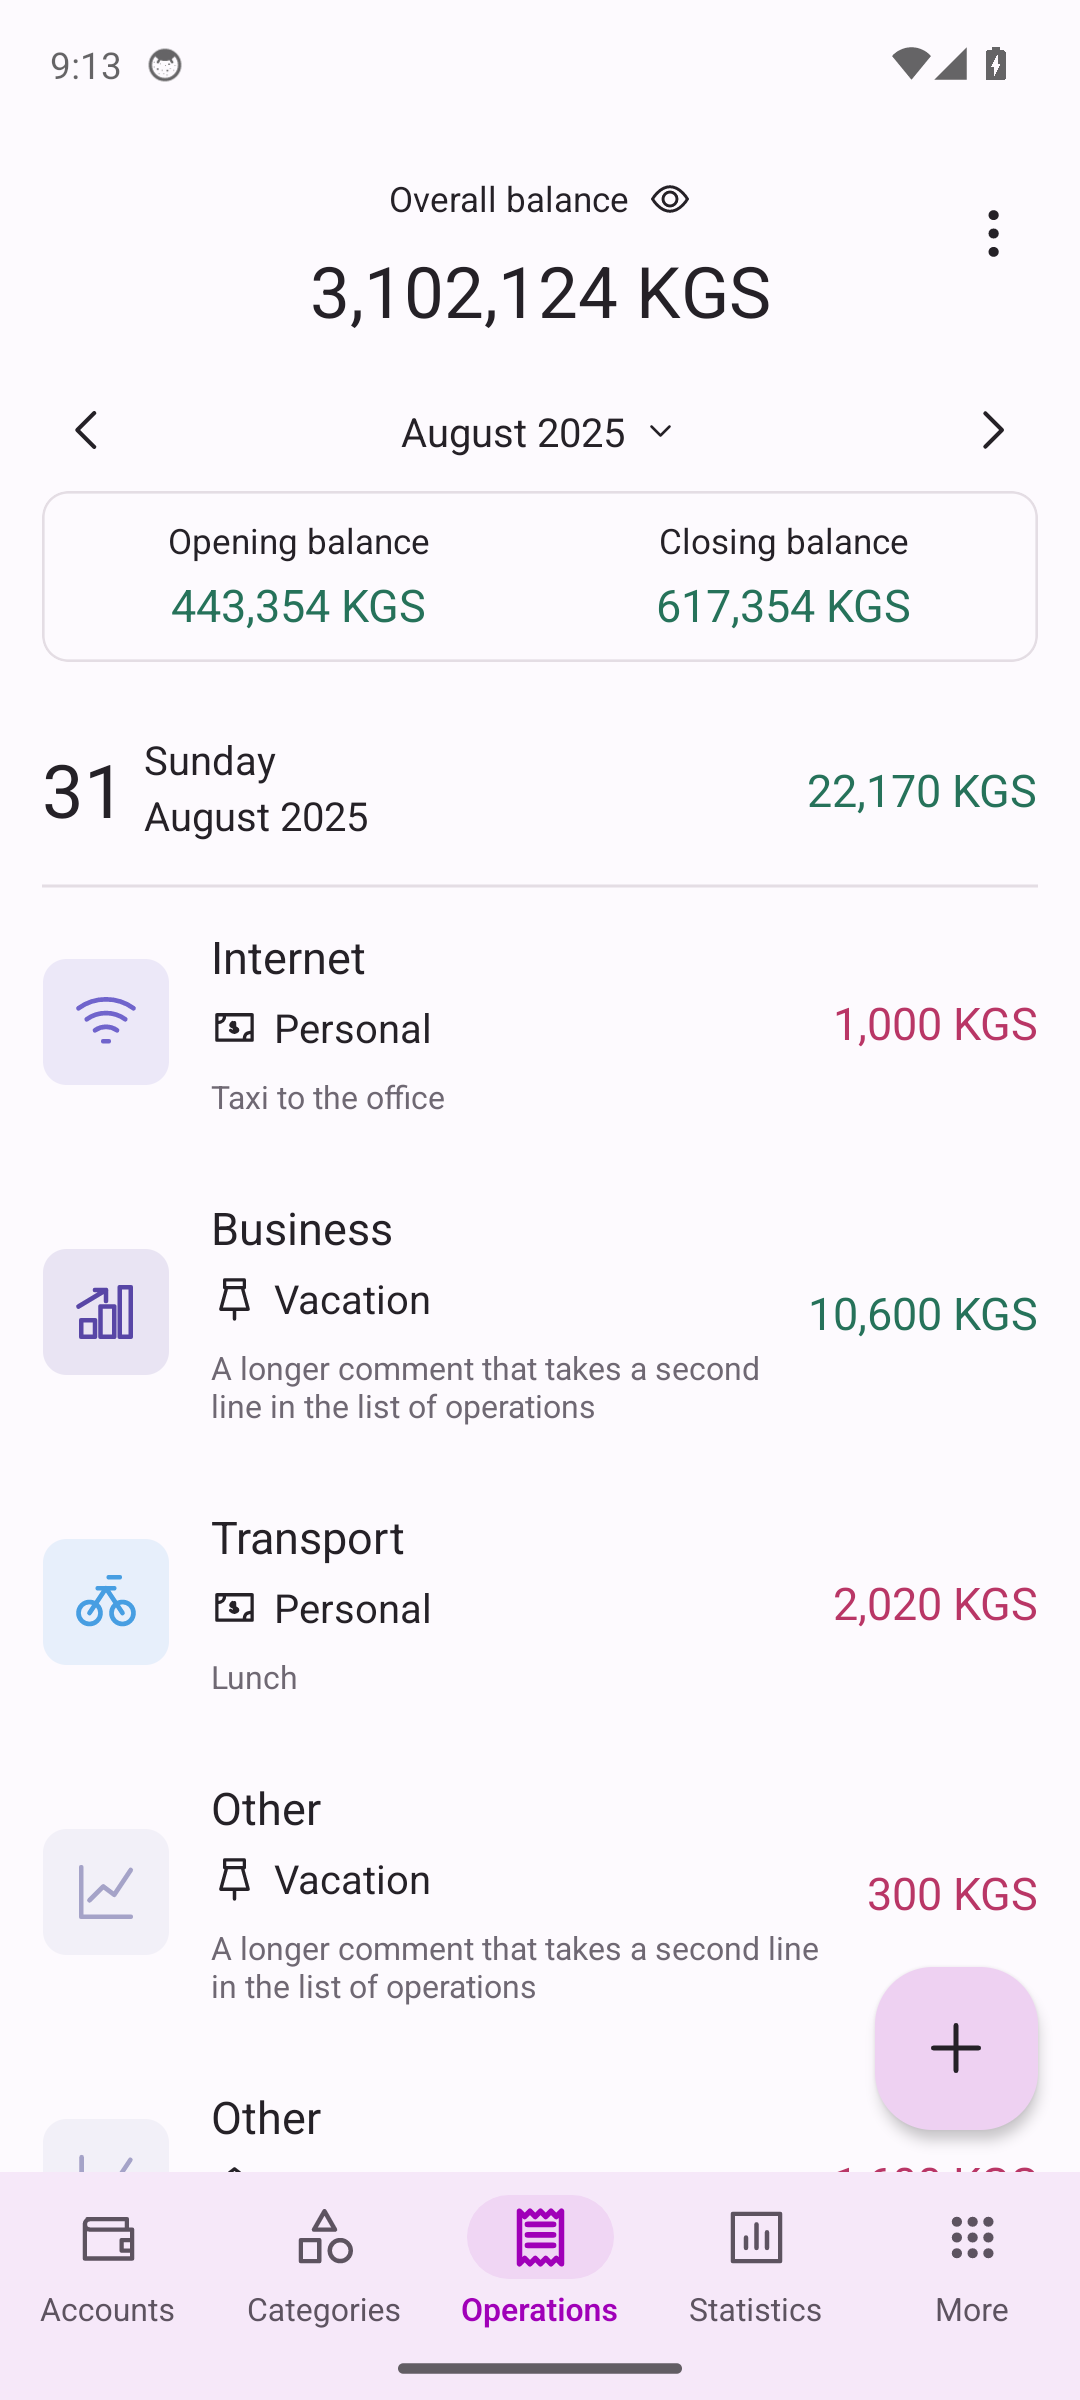 9:13
Overall balance
3,102,124 KGS
August 2025
Opening balance
Closing balance
443,354 KGS
617,354 KGS
31
Sunday
August 2025
22,170 KGS
Internet
Personal
1,000 KGS
Taxi to the office
Business
Vacation
10,600 KGS
A longer comment that takes a second
line in the list of operations
Transport
Personal
2,020 KGS
Lunch
Other
Vacation
300 KGS
A longer comment that takes a second line
in the list of operations
Other
Accounts
Categories
Operations
Statistics
More